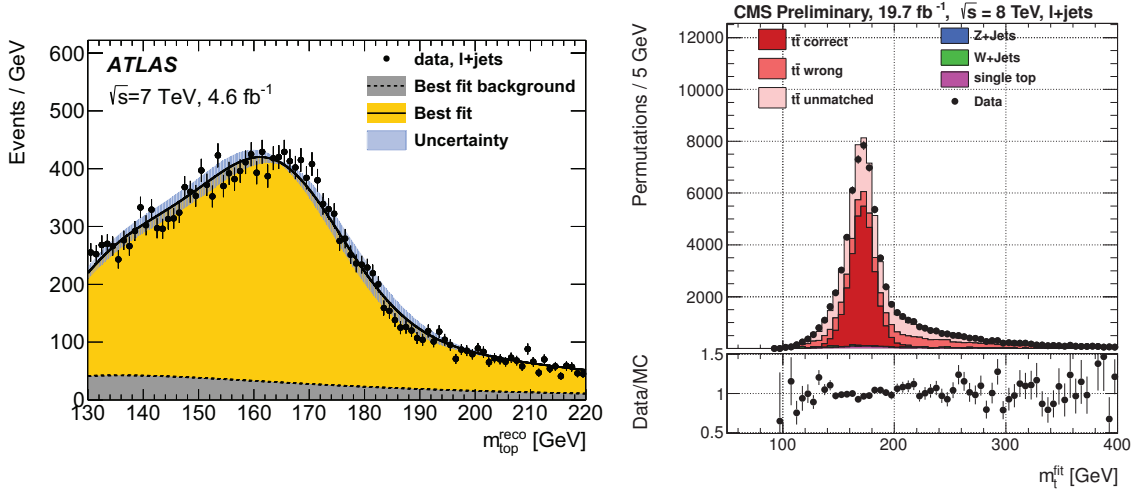 ATLAS
√s=7 TeV, 4.6 fb⁻¹
data, l+jets
Best fit background
Best fit
Uncertainty
Events / GeV
600
500
400
300
200
100
0
130 140 150 160 170 180 190 200 210 220
m_top^reco [GeV]
CMS Preliminary, 19.7 fb⁻¹, √s = 8 TeV, l+jets
tt̄ correct
tt̄ wrong
tt̄ unmatched
Z+Jets
W+Jets
single top
Data
Permutations / 5 GeV
12000
10000
8000
6000
4000
2000
Data/MC
1.5
1
0.5
100 200 300 400
m_t^fit [GeV]